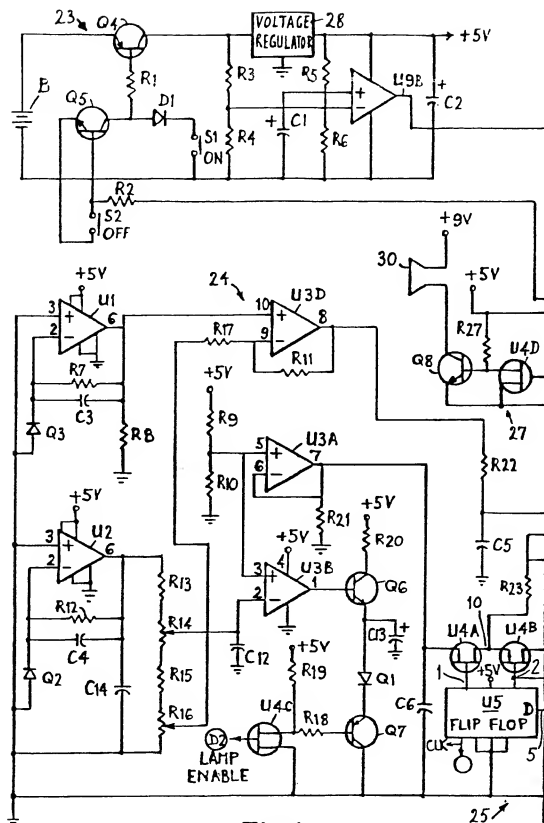 23
Q4
VOLTAGE
REGULATOR
28
+5V
R1
R3
R5
U9B
B
Q5
D1
+
+
-
+
C2
S1
ON
R4
C1
R6
R2
S2
OFF
+9V
30
+5V
+5V
24
U3D
U1
3
+
6
10
+
8
2
-
R17
9
-
R27
U4D
R7
R11
Q8
C3
+5V
27
Q3
R8
R9
U3A
5
+
7
R22
6
-
R10
+5V
R21
+5V
U2
R20
C5
3
+
6
+5V
4
U3B
R23
2
-
3
+
1
Q6
R13
10
R12
2
-
U4A
U4B
R14
C13
+
C4
C12
+5V
+5V
1
2
R15
R19
Q1
C6
U5
D
Q2
C14
U4C
FLIP FLOP
R16
R18
Q7
D2
CLK
5
LAMP
ENABLE
25